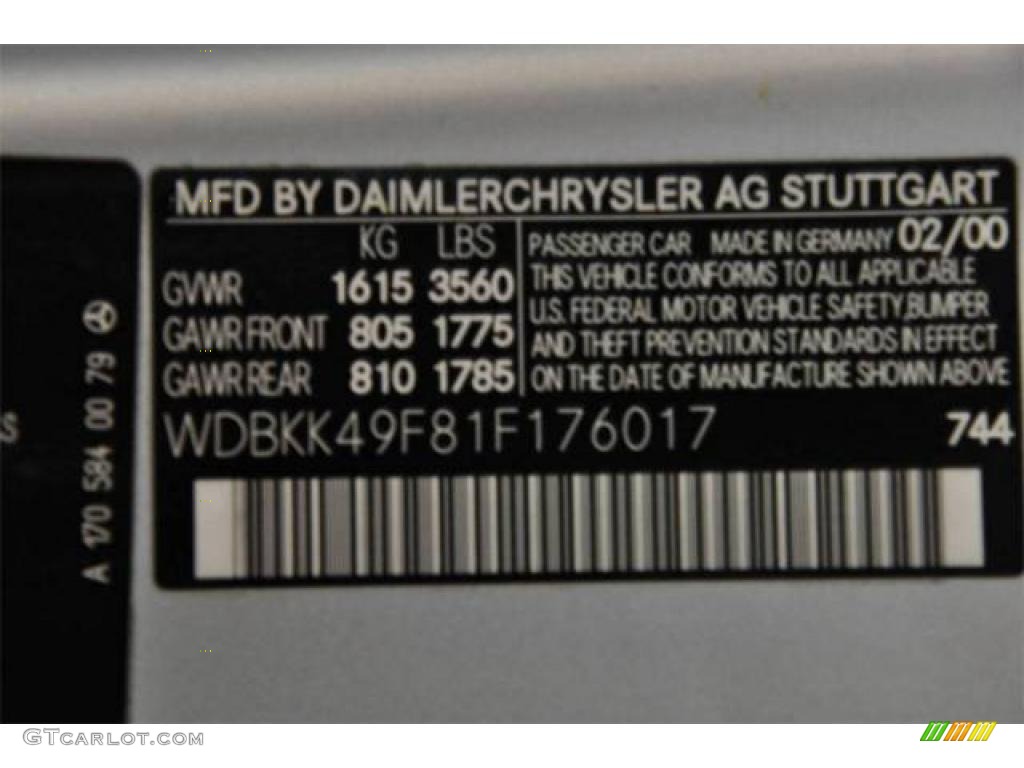 MFD BY DAIMLERCHRYSLER AG STUTTGART
KG LBS
GVWR 1615 3560
GAWR FRONT 805 1775
GAWR REAR 810 1785
PASSENGER CAR MADE IN GERMANY 02/00
THIS VEHICLE CONFORMS TO ALL APPLICABLE
U.S. FEDERAL MOTOR VEHICLE SAFETY,BUMPER
AND THEFT PREVENTION STANDARDS IN EFFECT
ON THE DATE OF MANUFACTURE SHOWN ABOVE
WDBKK49F81F176017 744
A 170 584 00 79
GTCARLOT.COM